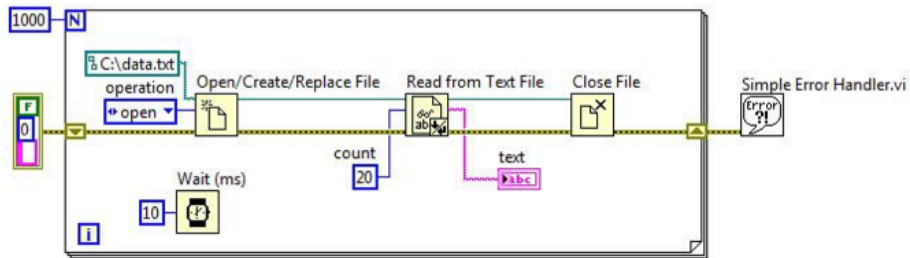 1000 N
C:\data.txt
operation
open
Open/Create/Replace File
Read from Text File
Close File
Simple Error Handler.vi
F
0
Error
?!
ab
count
20
text
abc
Wait (ms)
10
i